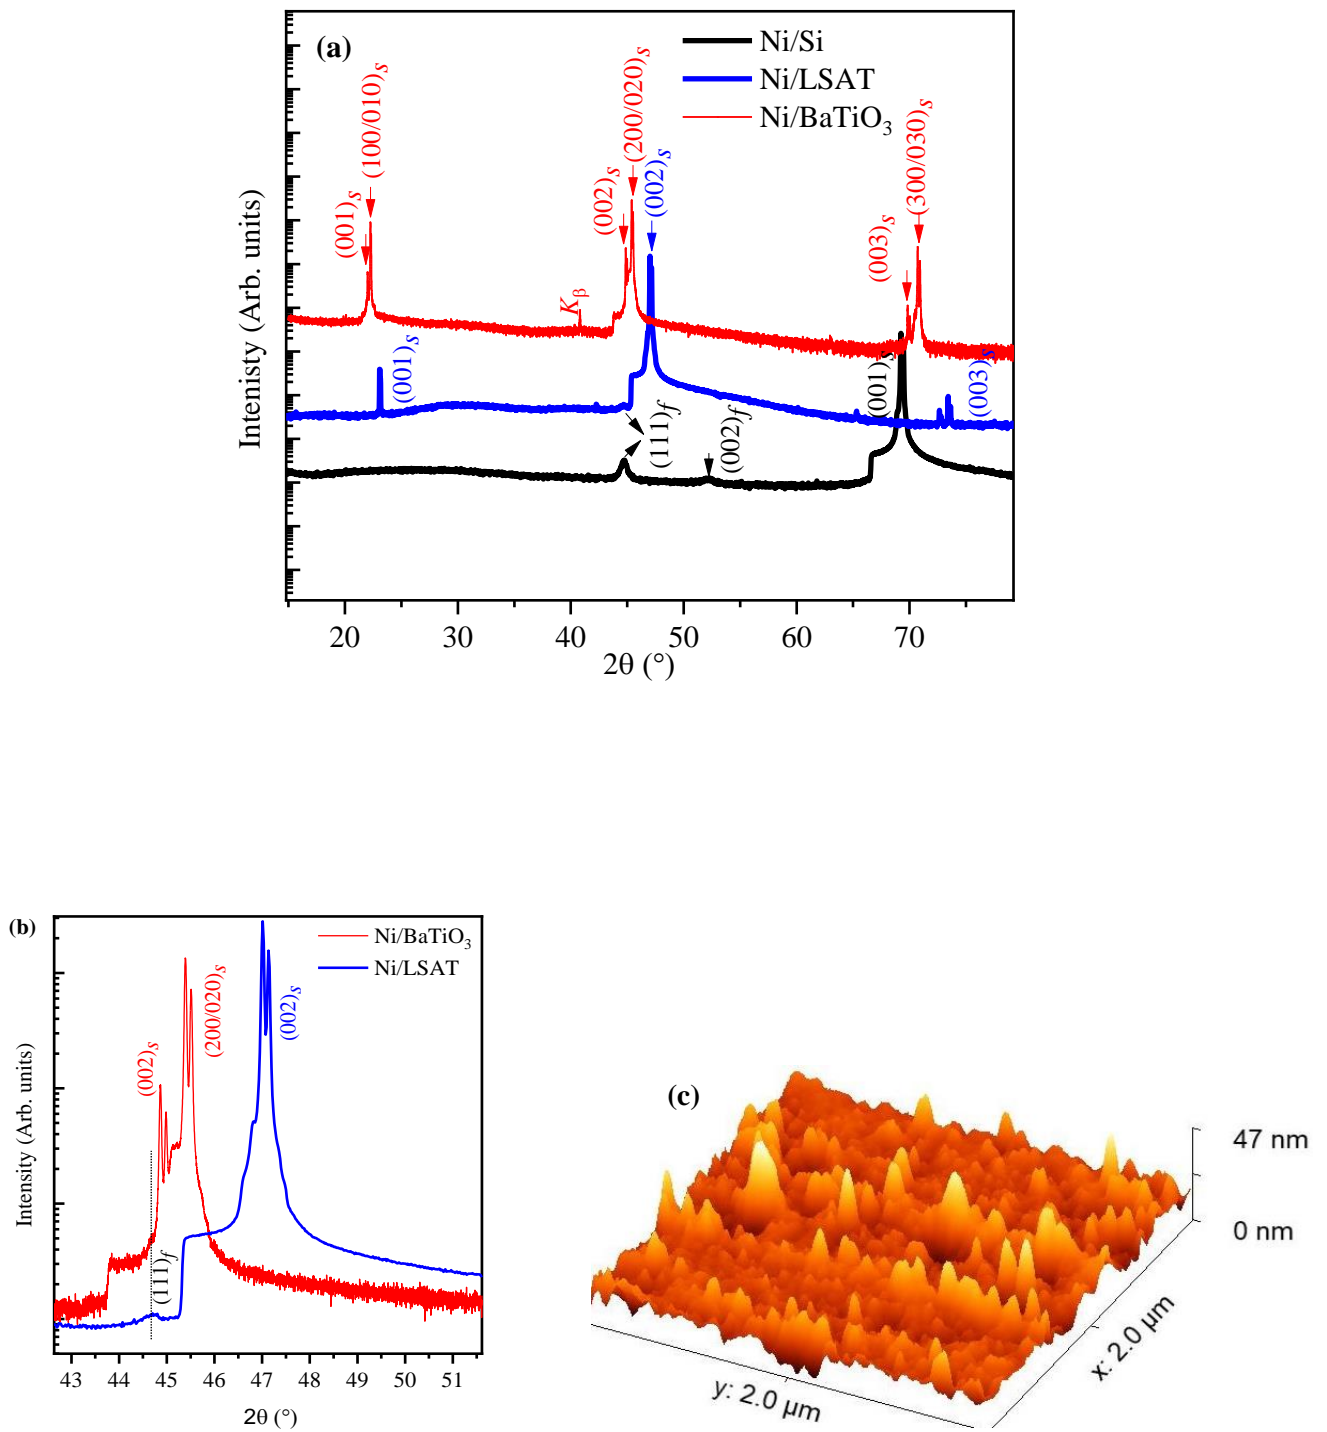 (a)
Ni/Si
Ni/LSAT
Ni/BaTiO₃
(001)s
(100/010)s
(002)s
(200/020)s
(002)s
(003)s
(300/030)s
Kβ
(001)s
(111)f
(002)f
(001)s
(003)s
Intenisty (Arb. units)
20 30 40 50 60 70
2θ (°)
(b)
Ni/BaTiO₃
Ni/LSAT
(002)s
(200/020)s
(002)s
(111)f
Intensity (Arb. units)
43 44 45 46 47 48 49 50 51
2θ (°)
(c)
47 nm
0 nm
x: 2.0 µm
y: 2.0 µm